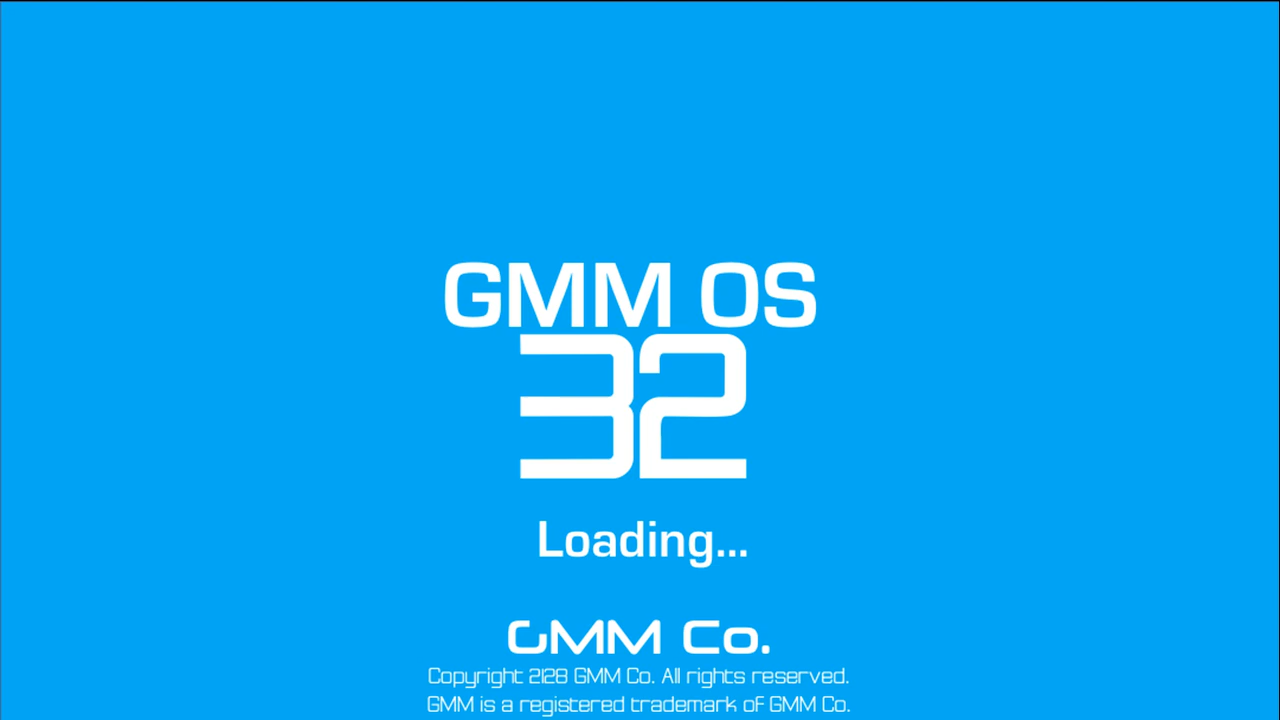 GMM OS
32
Loading...
GMM Co.
Copyright 2128 GMM Co. All rights reserved.
GMM is a registered trademark of GMM Co.